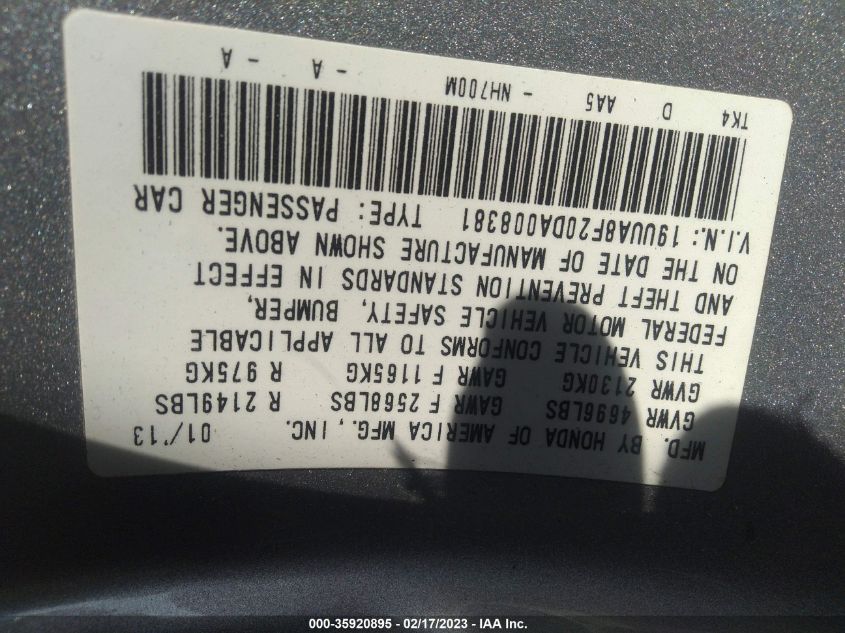 MFD. BY HONDA OF AMERICA MFG., INC. 01/'13
GVWR 4696LBS GAWR F 2568LBS R 2149LBS
GVWR 2130KG GAWR F 1165KG R 975KG
THIS VEHICLE CONFORMS TO ALL APPLICABLE
FEDERAL MOTOR VEHICLE SAFETY, BUMPER,
AND THEFT PREVENTION STANDARDS IN EFFECT
ON THE DATE OF MANUFACTURE SHOWN ABOVE.
V.I.N.: 19UUA8F20DA008381 TYPE: PASSENGER CAR
TK4 D AA5 - NH700M - A - A
000-35920895 - 02/17/2023 - IAA Inc.